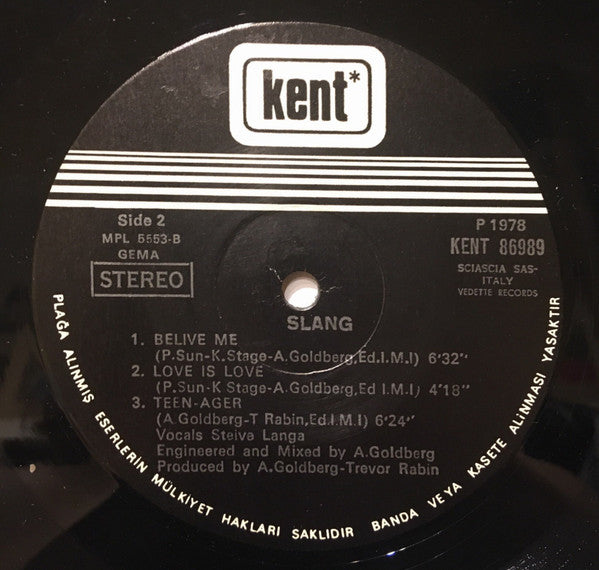 kent*
Side 2
MPL 5553-B
GEMA
STEREO
P 1978
KENT 86989
SCIASCIA SAS-
ITALY
VEDETTE RECORDS
SLANG
1. BELIVE ME
(P.Sun-K.Stage-A.Goldberg,Ed.I.M.I) 6'32"
2. LOVE IS LOVE
(P.Sun-K.Stage-A.Goldberg,Ed I.M.I.) 4'18"
3. TEEN-AGER
(A.Goldberg-T Rabin,Ed.I.M.I) 6'24"
Vocals Steiva Langa
Engineered and Mixed by A.Goldberg
Produced by A.Goldberg-Trevor Rabin
PLAĞA ALINMIŞ ESERLERİN MÜLKİYET HAKLARI SAKLIDIR BANDA VEYA KASETE ALINMASI YASAKTIR